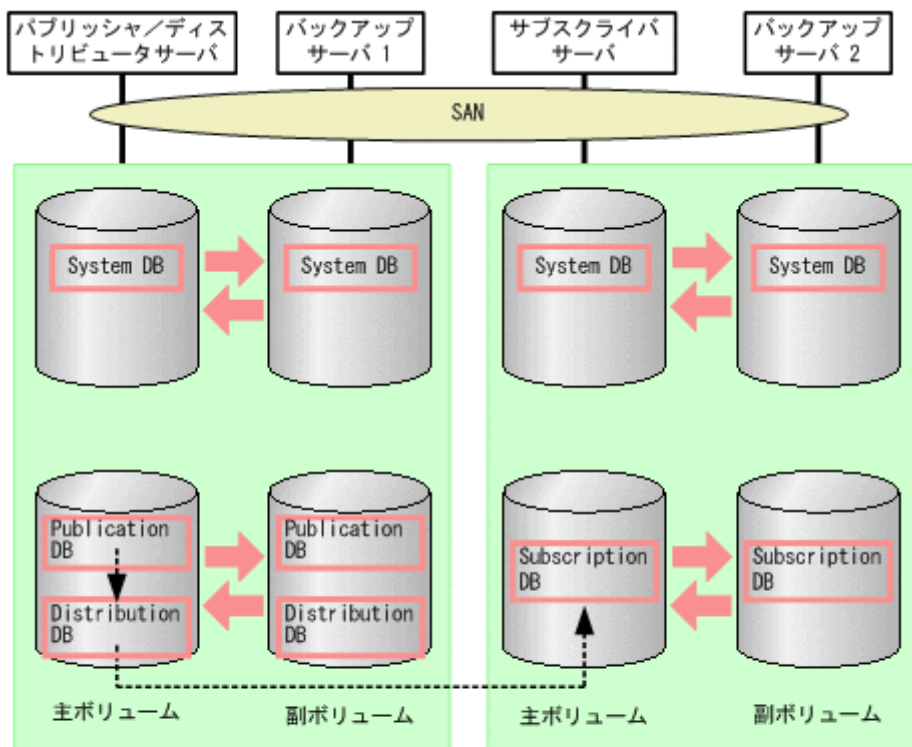 パブリッシャ／ディス
トリビュータサーバ
バックアップ
サーバ 1
サブスクライバ
サーバ
バックアップ
サーバ 2
SAN
System DB
System DB
System DB
System DB
Publication
DB
Publication
DB
Distribution
DB
Distribution
DB
Subscription
DB
Subscription
DB
主ボリューム
副ボリューム
主ボリューム
副ボリューム